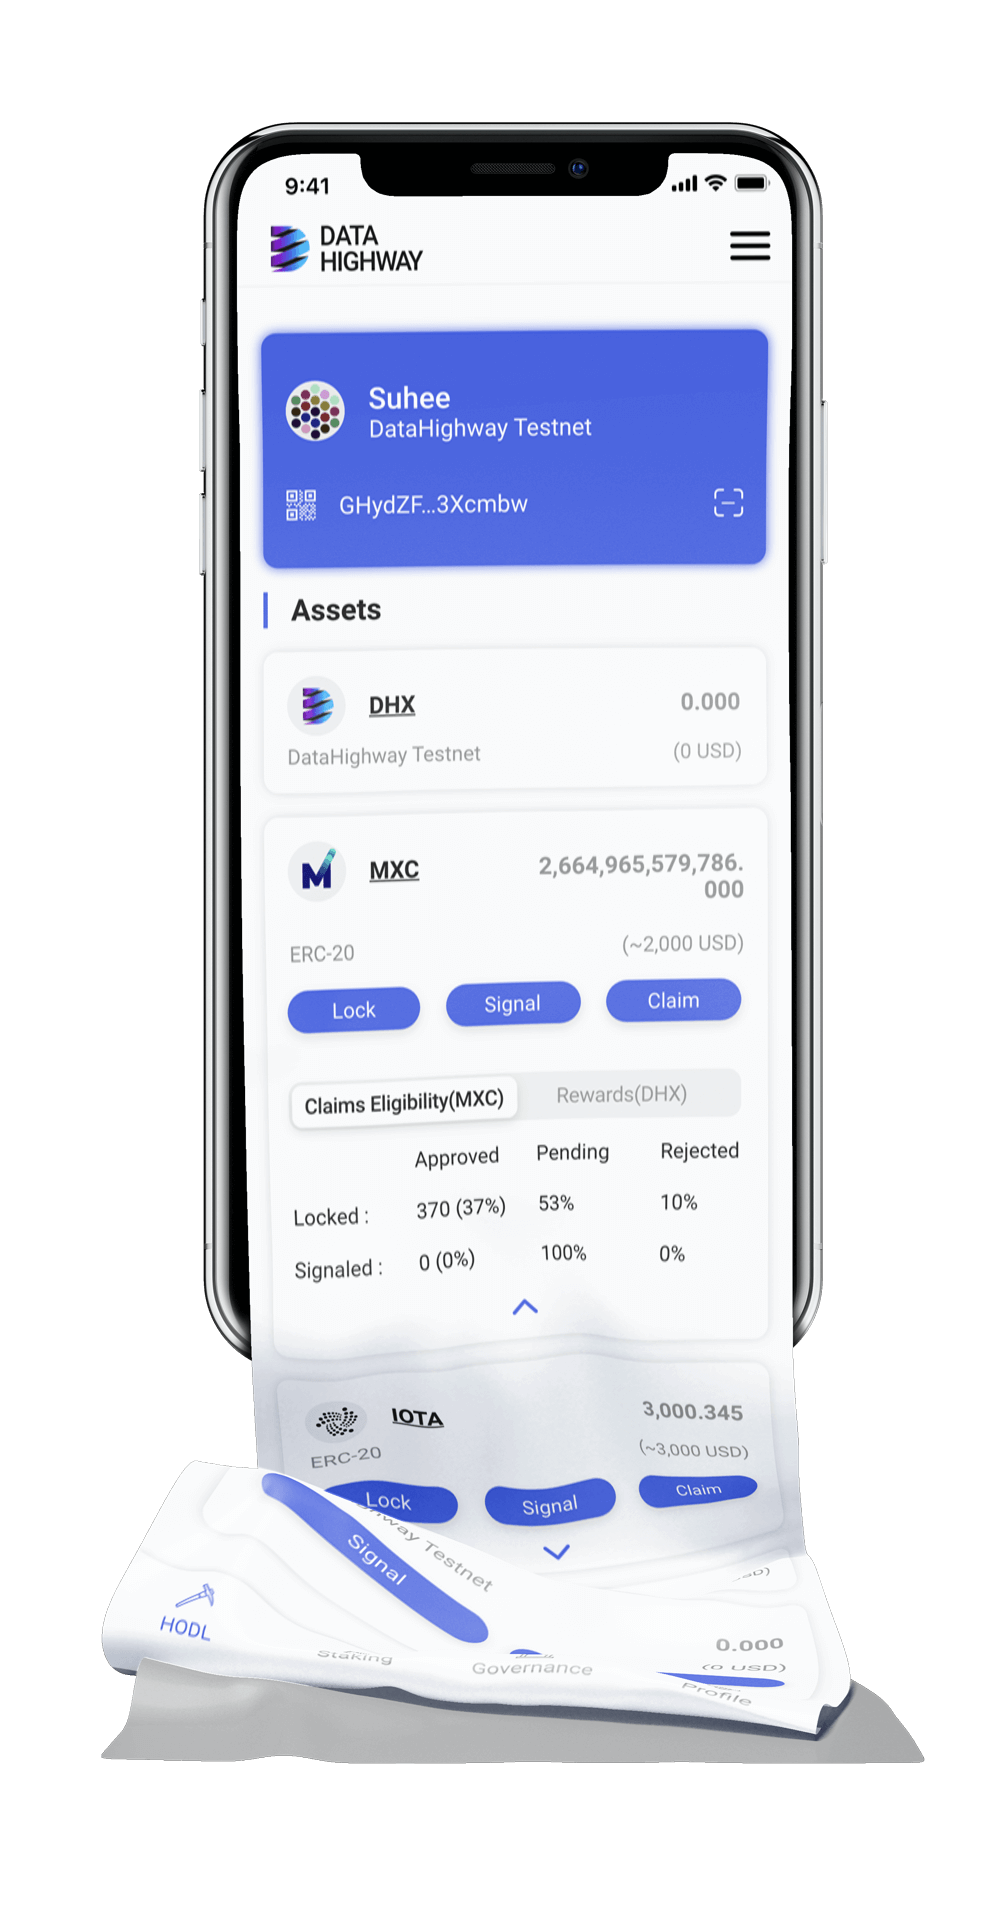 9:41
DATA
HIGHWAY
Suhee
DataHighway Testnet
GHydZF...3Xcmbw
Assets
DHX
0.000
DataHighway Testnet
(0 USD)
MXC
2,664,965,579,786.
000
ERC-20
(~2,000 USD)
Lock
Signal
Claim
Claims Eligibility(MXC)
Rewards(DHX)
Approved Pending Rejected
Locked : 370 (37%) 53% 10%
Signaled : 0 (0%) 100% 0%
IOTA
3,000.345
ERC-20
(~3,000 USD)
Lock
Signal
Claim
Testnet
Signal
HODL
Staking
Governance
0.000
(0 USD)
Profile